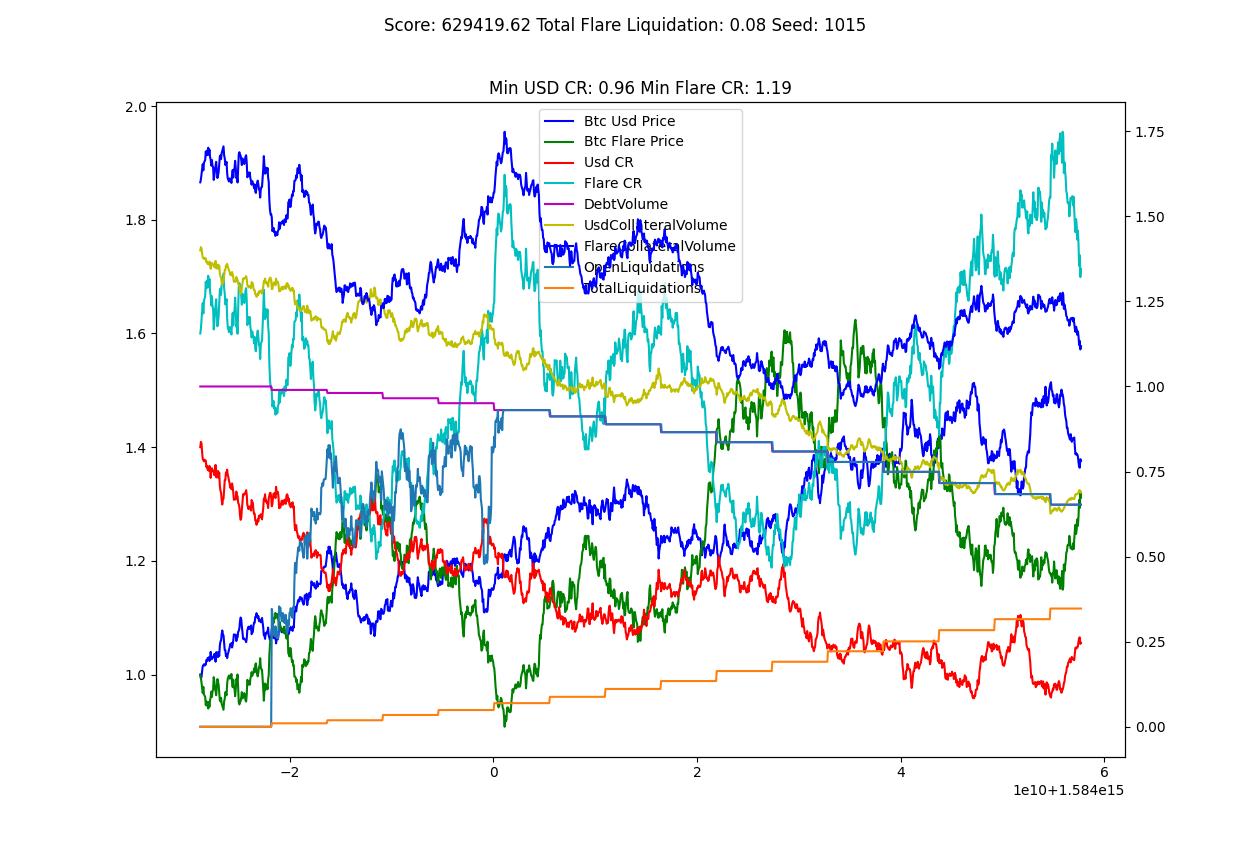 Score: 629419.62 Total Flare Liquidation: 0.08 Seed: 1015
Min USD CR: 0.96 Min Flare CR: 1.19
2.0
1.8
1.6
1.4
1.2
1.0
Btc Usd Price
Btc Flare Price
Usd CR
Flare CR
DebtVolume
UsdCollateralVolume
FlareCollateralVolume
OpenLiquidations
TotalLiquidations
1.75
1.50
1.25
1.00
0.75
0.50
0.25
0.00
−2 0 2 4 6
1e10+1.584e15